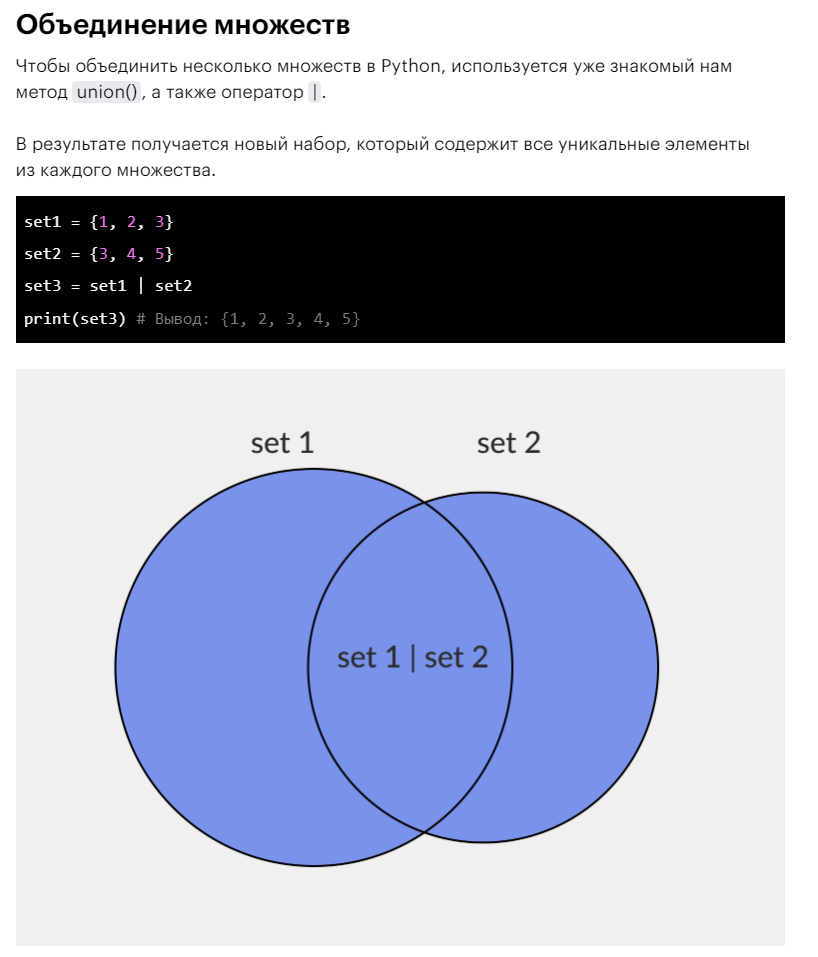 Объединение множеств
Чтобы объединить несколько множеств в Python, используется уже знакомый нам
метод union(), а также оператор |.
В результате получается новый набор, который содержит все уникальные элементы
из каждого множества.
set1 = {1, 2, 3}
set2 = {3, 4, 5}
set3 = set1 | set2
print(set3) # Вывод: {1, 2, 3, 4, 5}
set 1
set 2
set 1 | set 2